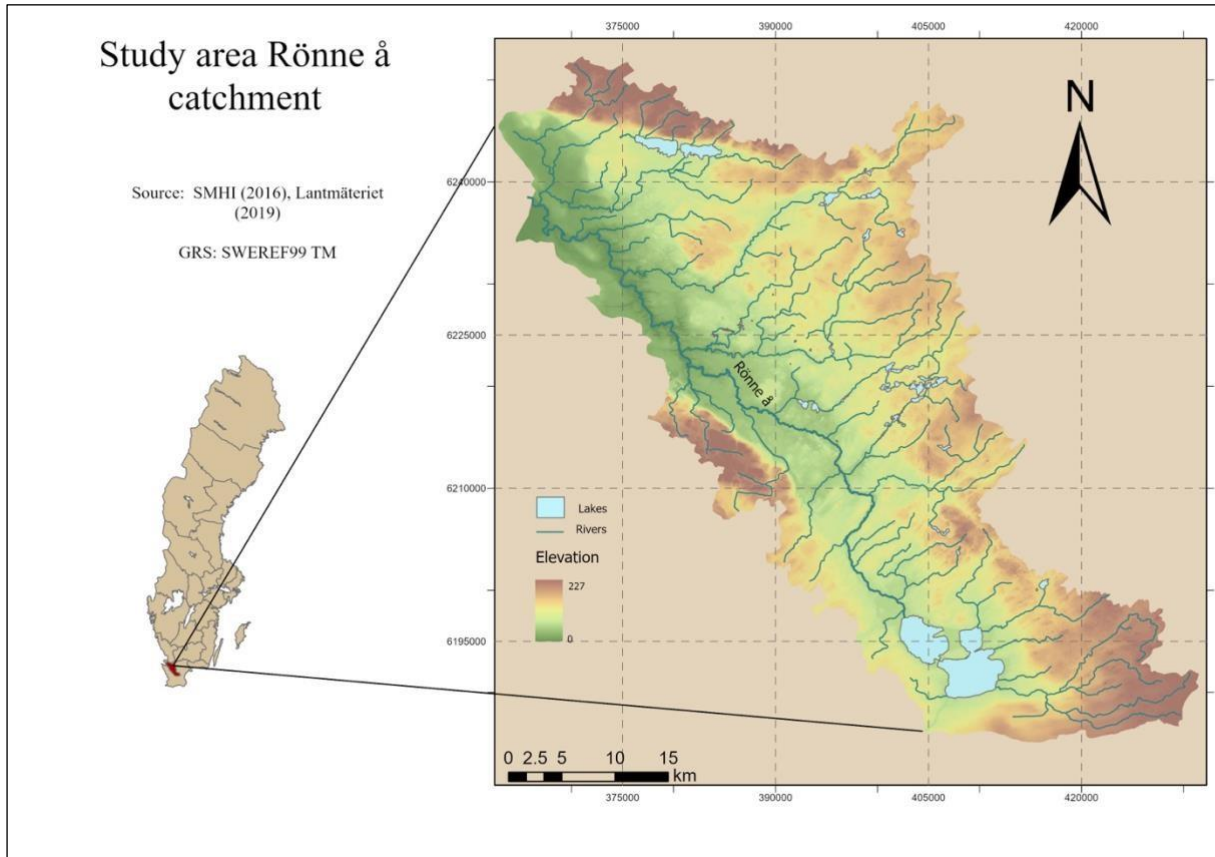 Study area Rönne å
catchment
Source: SMHI (2016), Lantmäteriet
(2019)
GRS: SWEREF99 TM
375000 390000 405000 420000
N
6240000
6225000
Rönne å
6210000
Lakes
Rivers
Elevation
227
0
6195000
0 2.5 5 10 15
km
375000 390000 405000 420000